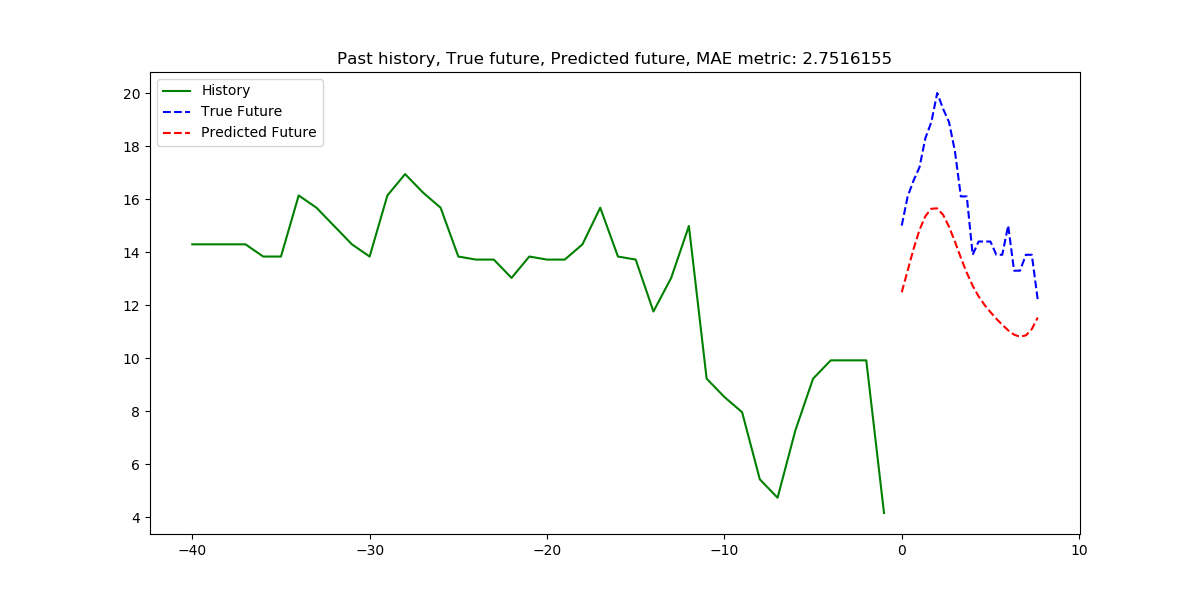 Past history, True future, Predicted future, MAE metric: 2.7516155
History
True Future
Predicted Future
20
18
16
14
12
10
8
6
4
−40 −30 −20 −10 0 10